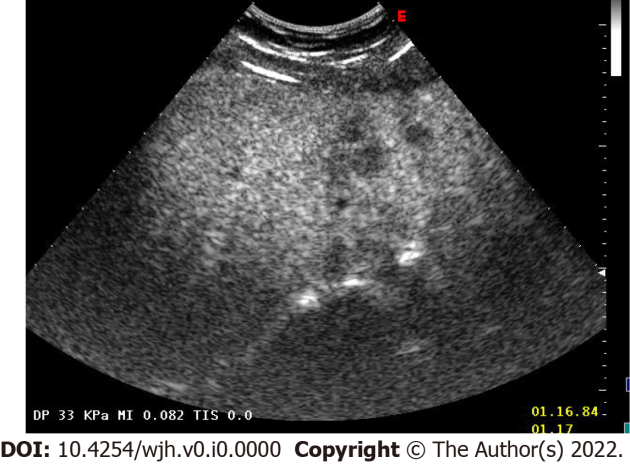 E
DP 33 KPa MI 0.082 TIS 0.0
01.16.84
01.17
DOI: 10.4254/wjh.v0.i0.0000 Copyright © The Author(s) 2022.